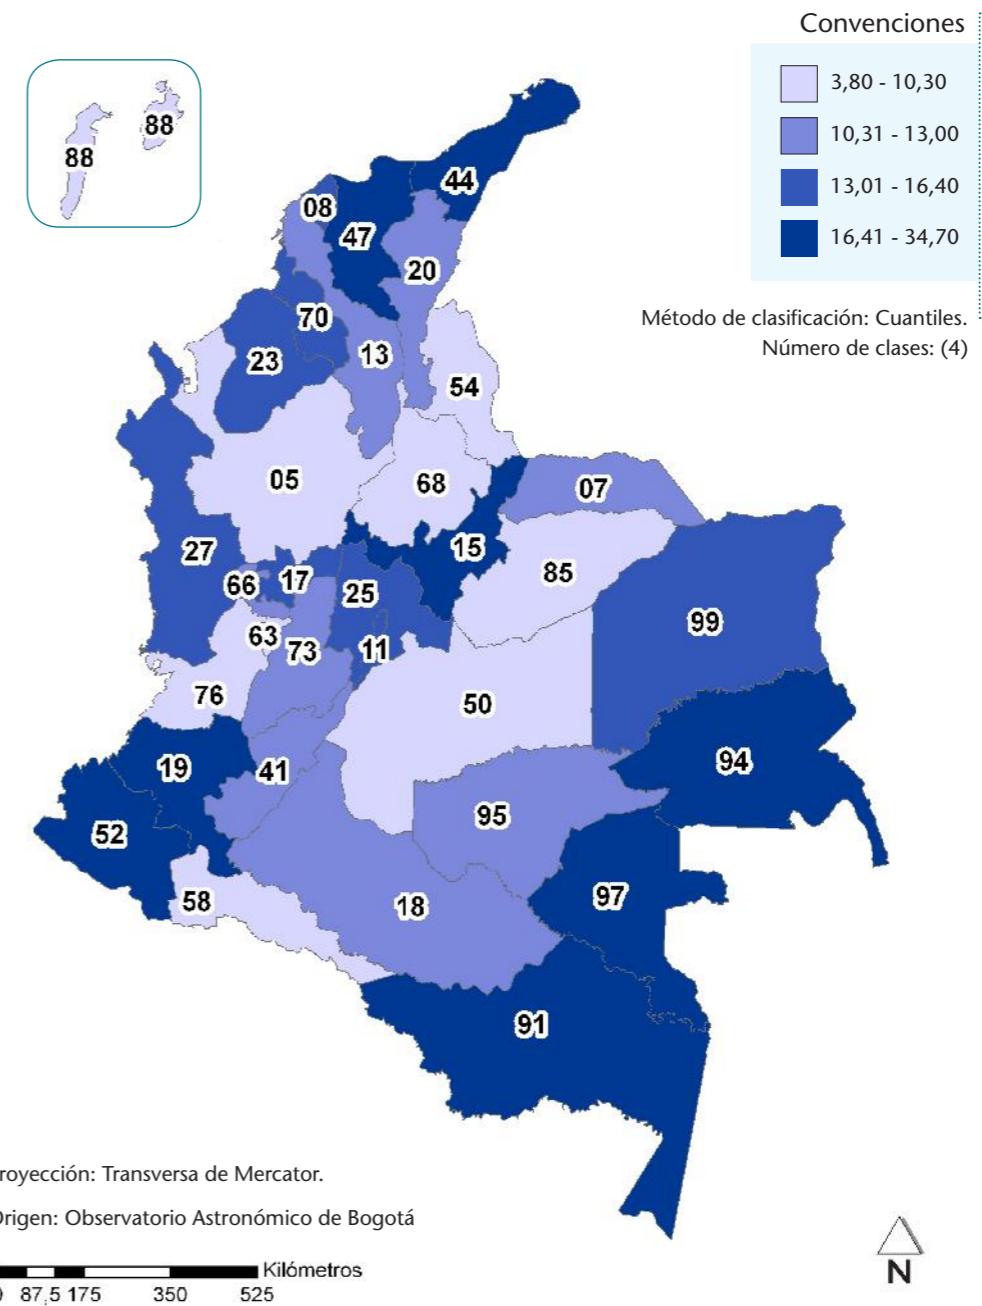 Convenciones
3,80 - 10,30
10,31 - 13,00
13,01 - 16,40
16,41 - 34,70
Método de clasificación: Cuantiles.
Número de clases: (4)
88
88
44
08
47
20
70
13
23
54
05
68
07
15
27
85
66
17
25
99
63
73
11
76
50
19
41
94
95
52
97
58
18
91
royección: Transversa de Mercator.
Origen: Observatorio Astronómico de Bogotá
Kilómetros
0 87,5 175 350 525
N